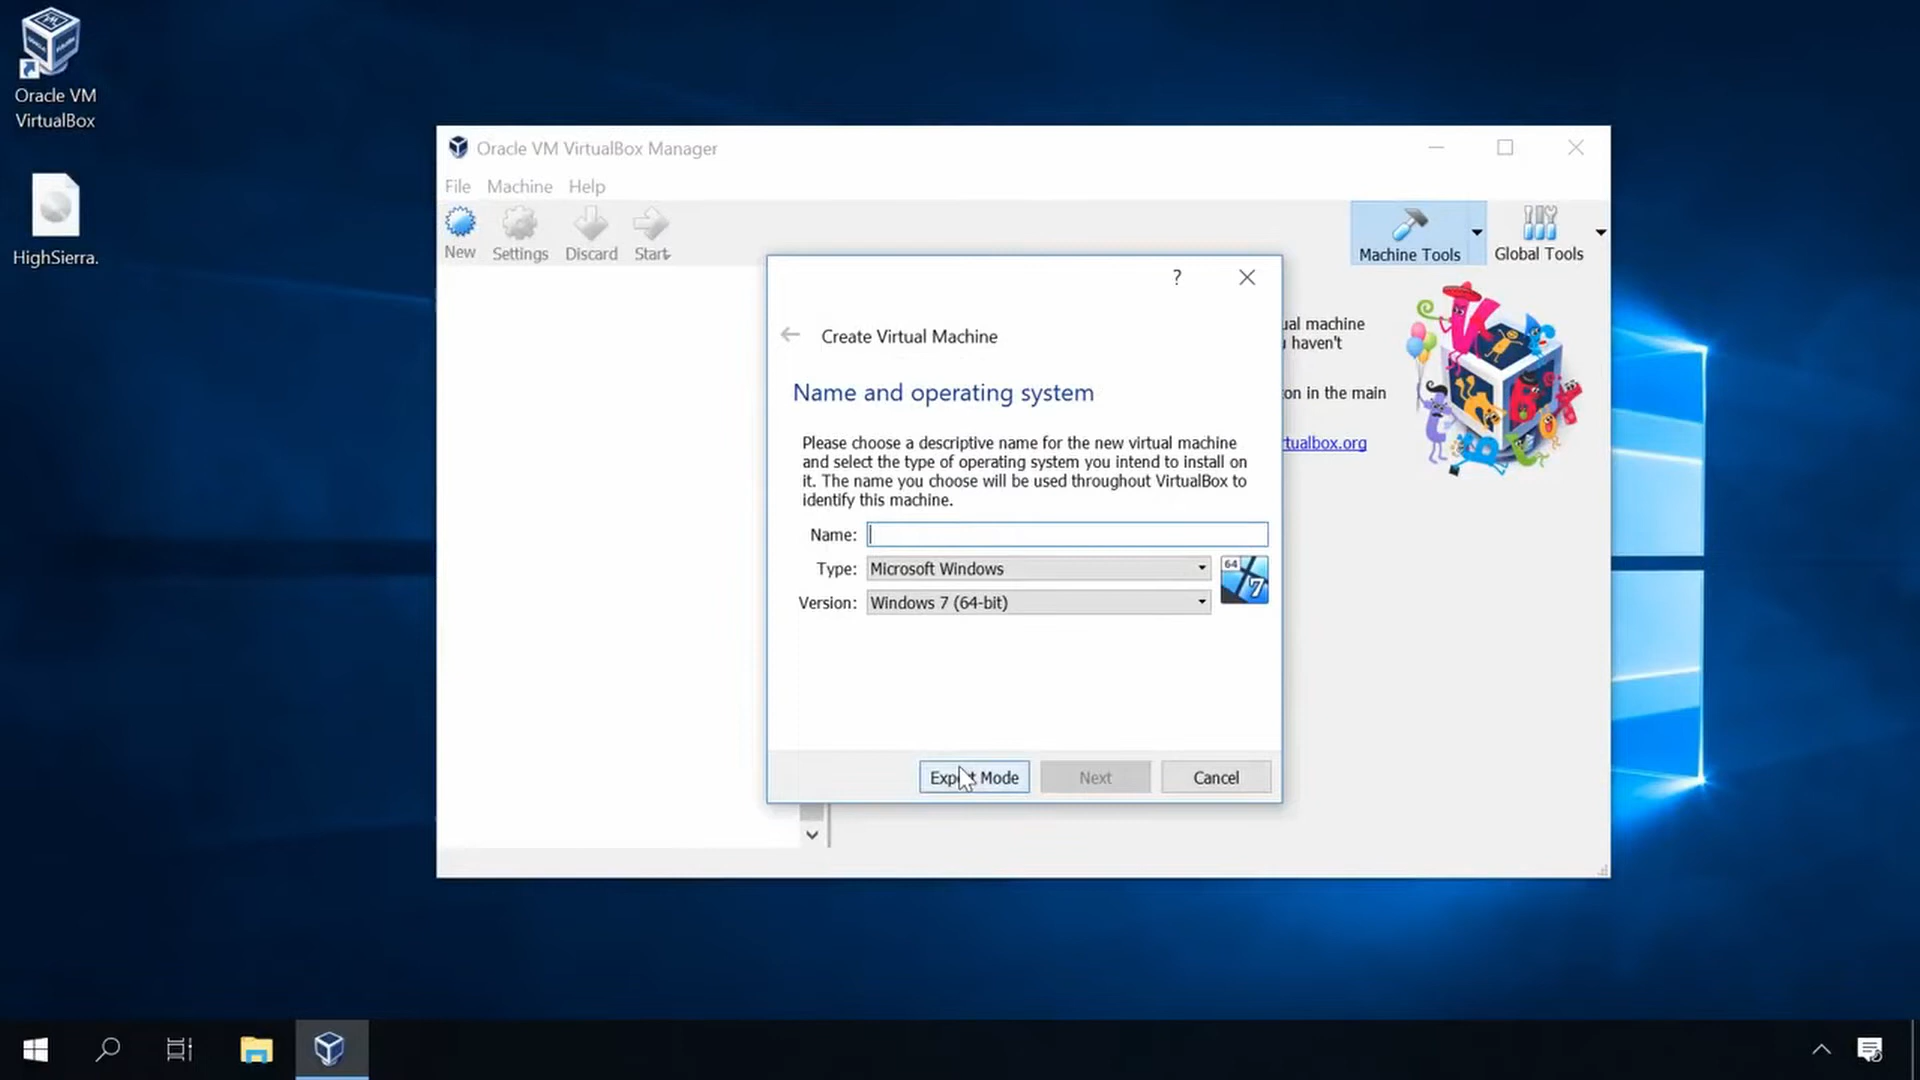 Oracle VM
VirtualBox
HighSierra.
Oracle VM VirtualBox Manager
File Machine Help
New Settings Discard Start
Machine Tools Global Tools
ual machine
haven't
on in the main
rtualbox.org
?
Create Virtual Machine
Name and operating system
Please choose a descriptive name for the new virtual machine
and select the type of operating system you intend to install on
it. The name you choose will be used throughout VirtualBox to
identify this machine.
Name:
Type: Microsoft Windows
64
7
Version: Windows 7 (64-bit)
Expert Mode Next Cancel